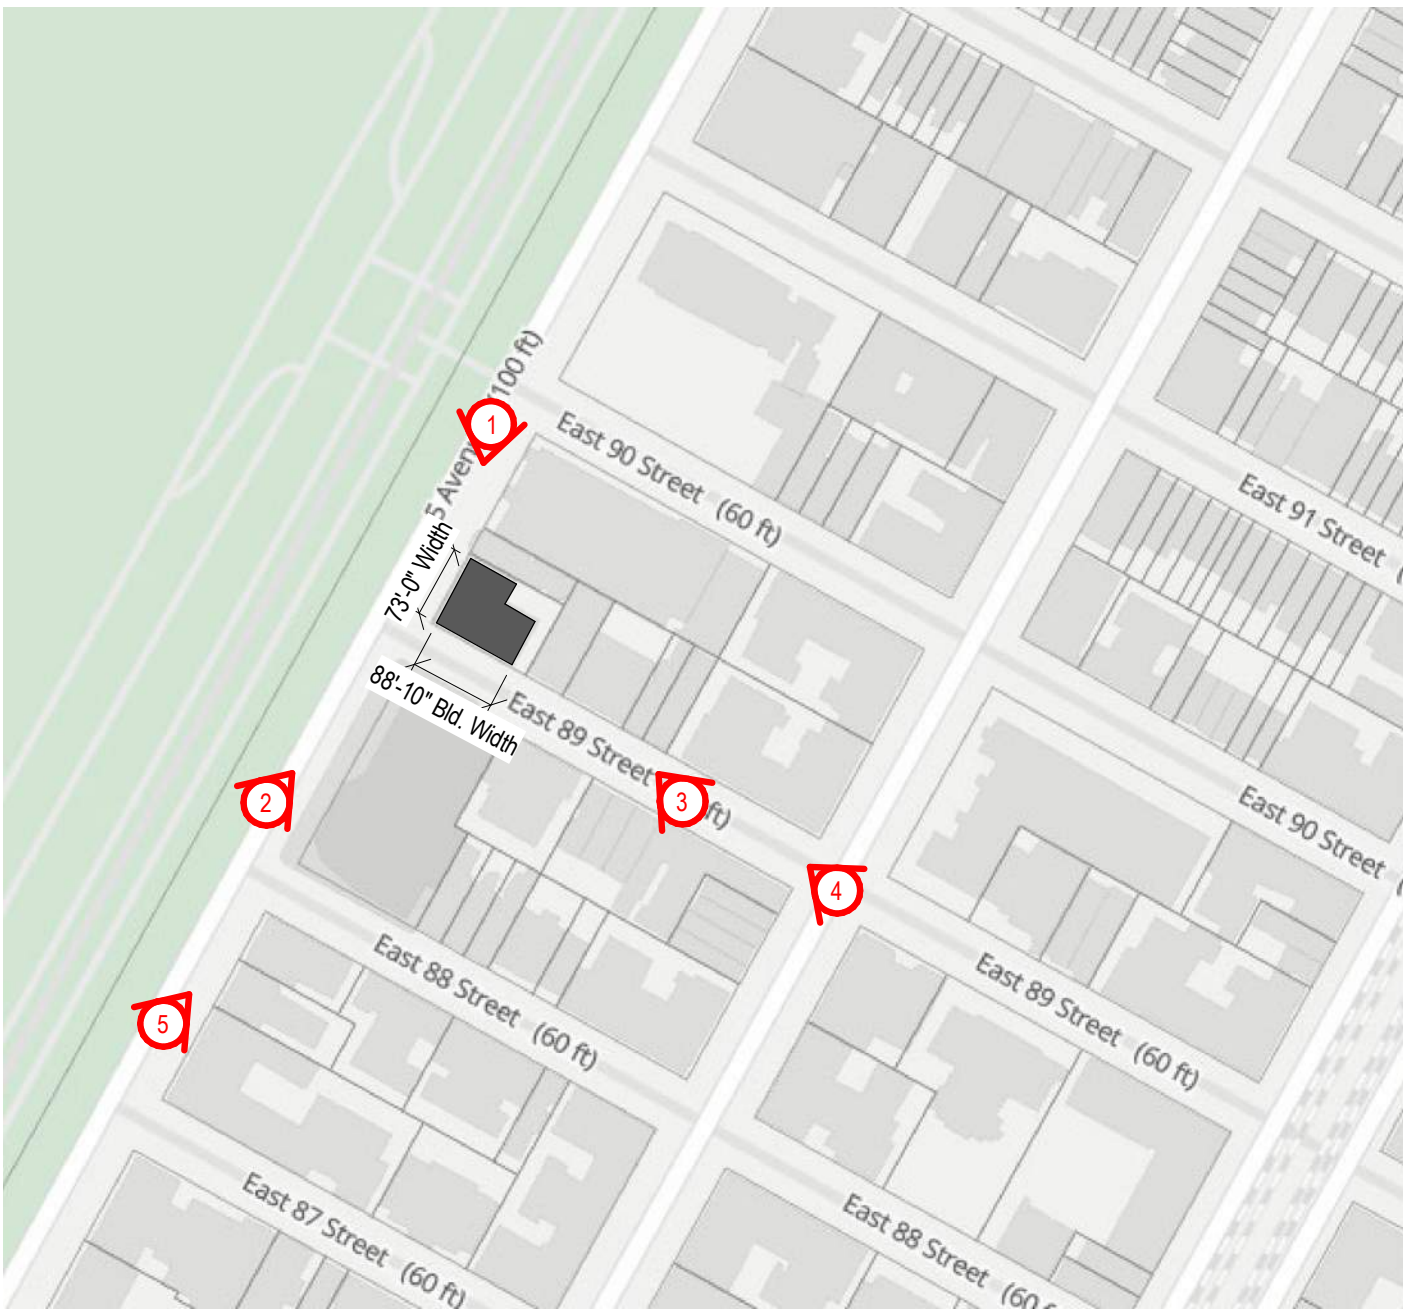 5 Avenue (100 ft)
1
East 90 Street (60 ft)
East 91 Street (
73'-0" Width
88'-10" Bld. Width
East 89 Street ft)
2
3
4
East 90 Street (
East 88 Street (60 ft)
East 89 Street (60 ft)
5
East 87 Street (60 ft)
East 88 Street (60 f